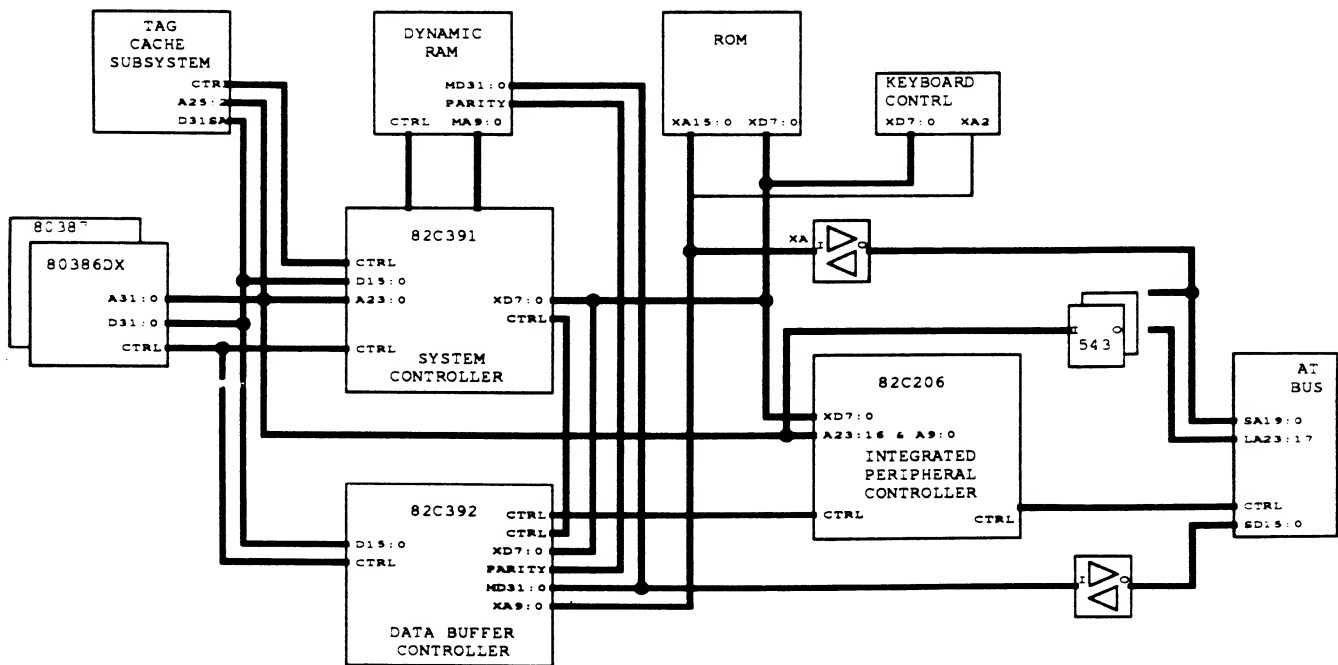 TAG
CACHE
SUBSYSTEM
CTRL
A25:2
D31SA
DYNAMIC
RAM
MD31:0
PARITY
CTRL MA9:0
ROM
XA15:0 XD7:0
KEYBOARD
CONTRL
XD7:0 XA2
80387
80386DX
A31:0
D31:0
CTRL
82C391
CTRL
D15:0
A23:0
CTRL
XD7:0
CTRL
SYSTEM
CONTROLLER
XA
I O
I O
543
82C206
XD7:0
A23:16 & A9:0
INTEGRATED
PERIPHERAL
CONTROLLER
CTRL
CTRL
AT
BUS
SA19:0
LA23:17
CTRL
SD15:0
82C392
D15:0
CTRL
CTRL
CTRL
XD7:0
PARITY
MD31:0
XA9:0
DATA BUFFER
CONTROLLER
I O